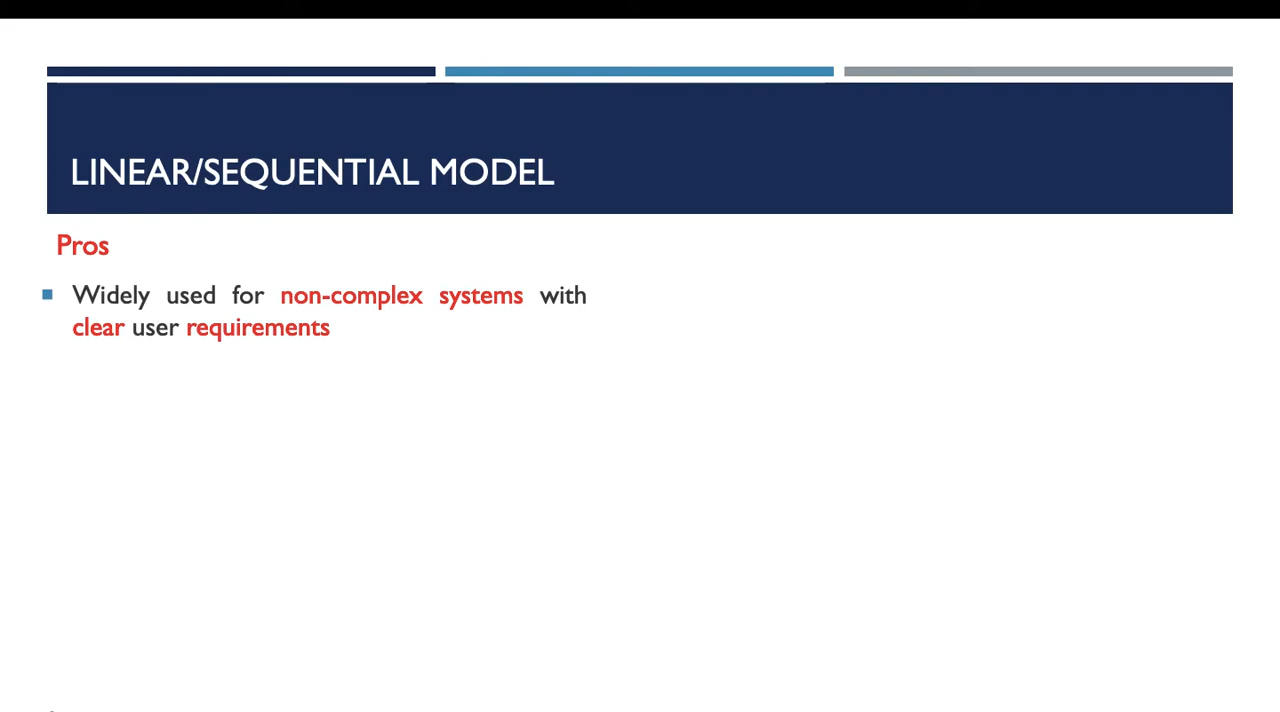 LINEAR/SEQUENTIAL MODEL
Pros
Widely used for non-complex systems with
clear user requirements